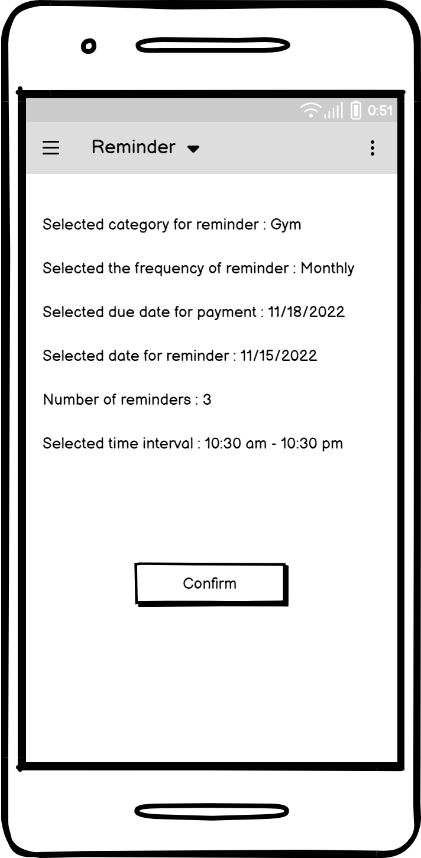 0:51
Reminder
Selected category for reminder : Gym
Selected the frequency of reminder : Monthly
Selected due date for payment : 11/18/2022
Selected date for reminder : 11/15/2022
Number of reminders : 3
Selected time interval : 10:30 am - 10:30 pm
Confirm